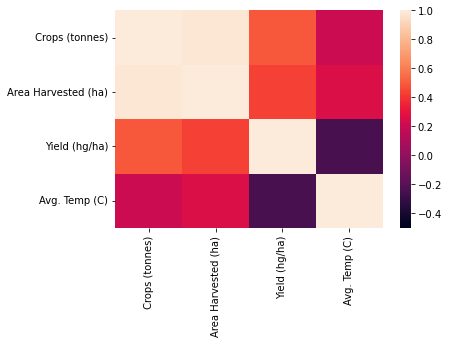 Crops (tonnes)
Area Harvested (ha)
Yield (hg/ha)
Avg. Temp (C)
Crops (tonnes)
Area Harvested (ha)
Yield (hg/ha)
Avg. Temp (C)
1.0
0.8
0.6
0.4
0.2
0.0
−0.2
−0.4